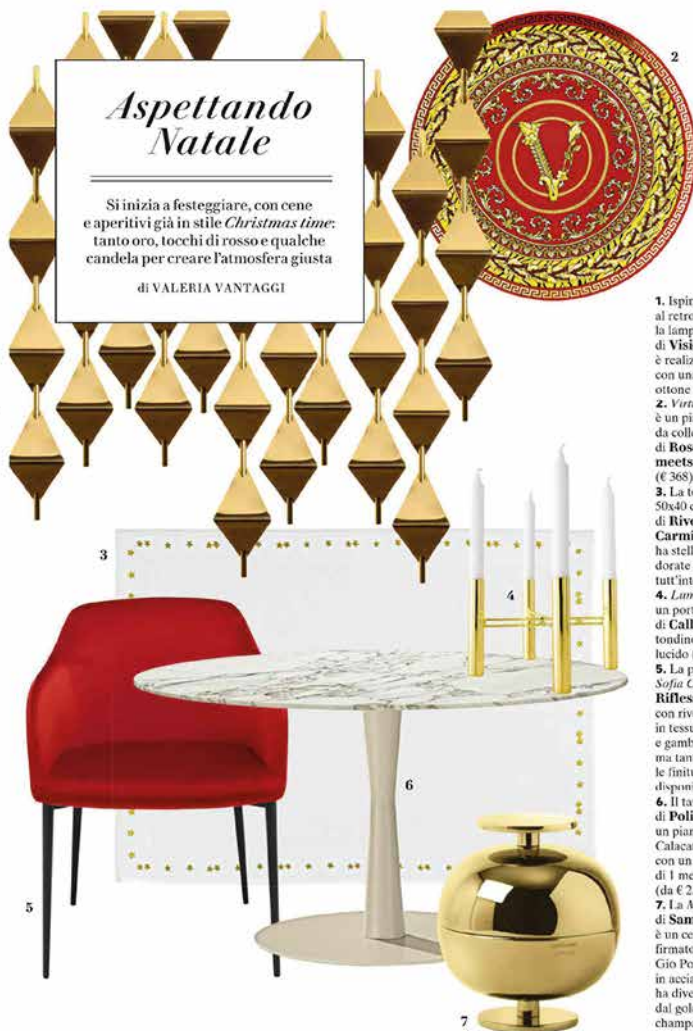 Aspettando
Natale
Si inizia a festeggiare, con cene
e aperitivi già in stile Christmas time:
tanto oro, tocchi di rosso e qualche
candela per creare l'atmosfera giusta
di VALERIA VANTAGGI
2
1. Ispir
al retro
la lamp
di Visi
è realiz
con un
ottone
2. Virt
è un pi
da coll
di Ros
meets
(€ 368)
3. La t
50x40 c
di Riv
Carmi
ha stell
dorate
tutt'int
4. Lam
un port
di Call
tondin
lucido
5. La p
Sofia C
Rifles
con riv
in tessu
e gamb
ma tan
le finit
disponi
6. Il ta
di Poli
un pian
Calaca
con un
di 1 me
(da € 2
7. La
di Sam
è un ce
firmato
Gio Po
in accia
ha dive
dal gol
champ
3
4
5
6
7